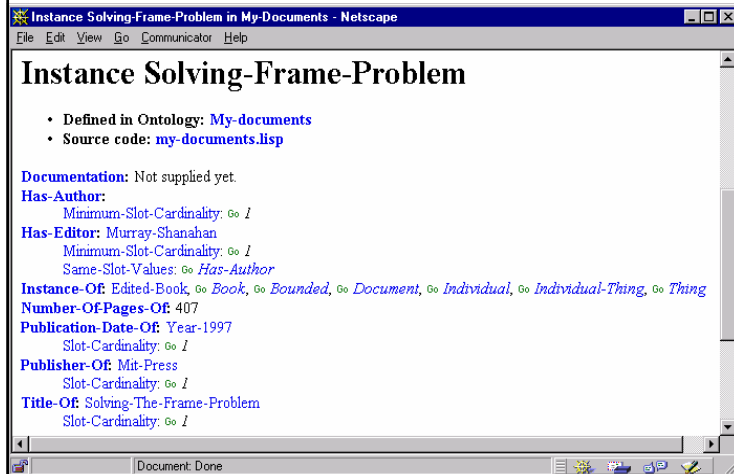 Instance Solving-Frame-Problem in My-Documents - Netscape
File Edit View Go Communicator Help
Instance Solving-Frame-Problem
• Defined in Ontology: My-documents
• Source code: my-documents.lisp
Documentation: Not supplied yet.
Has-Author:
Minimum-Slot-Cardinality: Go 1
Has-Editor: Murray-Shanahan
Minimum-Slot-Cardinality: Go 1
Same-Slot-Values: Go Has-Author
Instance-Of: Edited-Book, Go Book, Go Bounded, Go Document, Go Individual, Go Individual-Thing, Go Thing
Number-Of-Pages-Of: 407
Publication-Date-Of: Year-1997
Slot-Cardinality: Go 1
Publisher-Of: Mit-Press
Slot-Cardinality: Go 1
Title-Of: Solving-The-Frame-Problem
Slot-Cardinality: Go 1
Document: Done